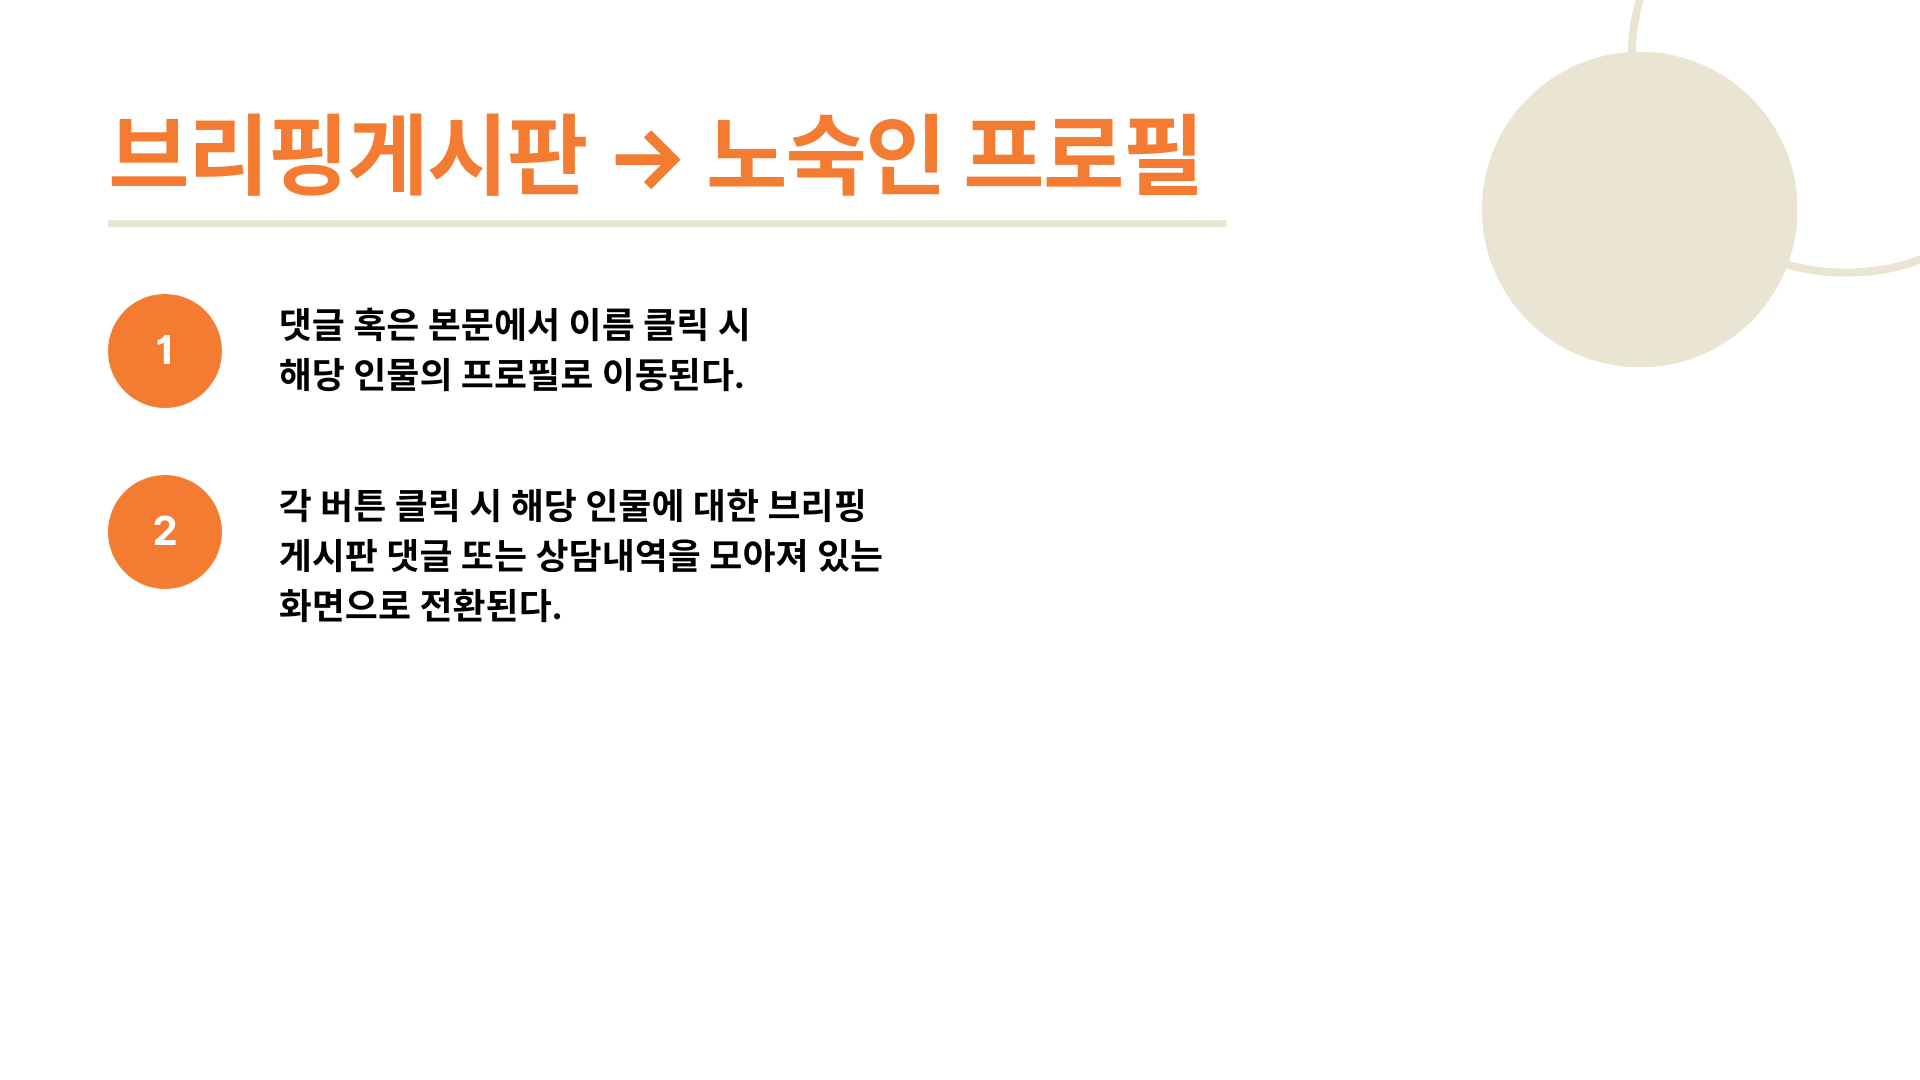 브리핑게시판 → 노숙인 프로필
1
댓글 혹은 본문에서 이름 클릭 시
해당 인물의 프로필로 이동된다.
2
각 버튼 클릭 시 해당 인물에 대한 브리핑
게시판 댓글 또는 상담내역을 모아져 있는
화면으로 전환된다.